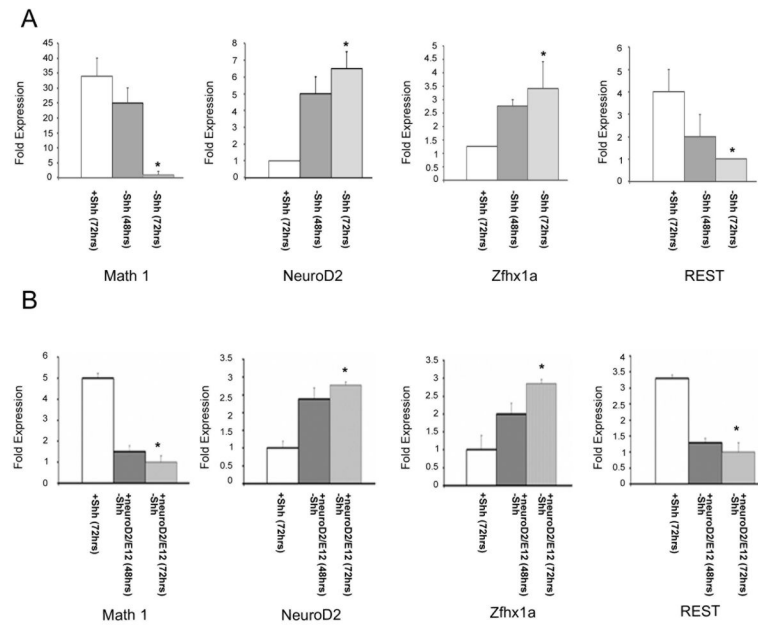 A
Fold Expression
40
35
30
25
20
15
10
5
0
*
+Shh (72hrs)
-Shh (48hrs)
-Shh (72hrs)
Math 1
Fold Expression
8
7
6
5
4
3
2
1
0
*
+Shh (72hrs)
-Shh (48hrs)
-Shh (72hrs)
NeuroD2
Fold Expression
5
4.5
4
3.5
3
2.5
2
1.5
1
0.5
0
*
+Shh (72hrs)
-Shh (48hrs)
-Shh (72hrs)
Zfhx1a
Fold Expression
6
5
4
3
2
1
0
*
+Shh (72hrs)
-Shh (48hrs)
-Shh (72hrs)
REST
B
Fold Expression
6
5
4
3
2
1
0
*
+Shh (72hrs)
+neuroD2/E12 (48hrs)
-Shh
+neuroD2/E12 (72hrs)
-Shh
Math 1
Fold Expression
3.5
3
2.5
2
1.5
1
0.5
0
*
+Shh (72hrs)
+neuroD2/E12 (48hrs)
-Shh
+neuroD2/E12 (72hrs)
-Shh
NeuroD2
Fold Expression
3.5
3
2.5
2
1.5
1
0.5
0
*
+Shh (72hrs)
+neuroD2/E12 (48hrs)
-Shh
+neuroD2/E12 (72hrs)
-Shh
Zfhx1a
Fold Expression
4
3.5
3
2.5
2
1.5
1
0.5
0
*
+Shh (72hrs)
+neuroD2/E12 (48hrs)
-Shh
+neuroD2/E12 (72hrs)
-Shh
REST